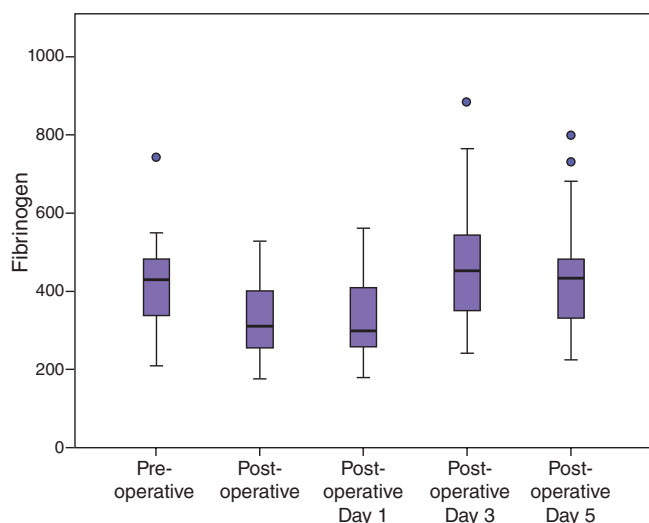 1000
800
600
400
200
0
Fibrinogen
Pre-
operative
Post-
operative
Post-
operative
Day 1
Post-
operative
Day 3
Post-
operative
Day 5